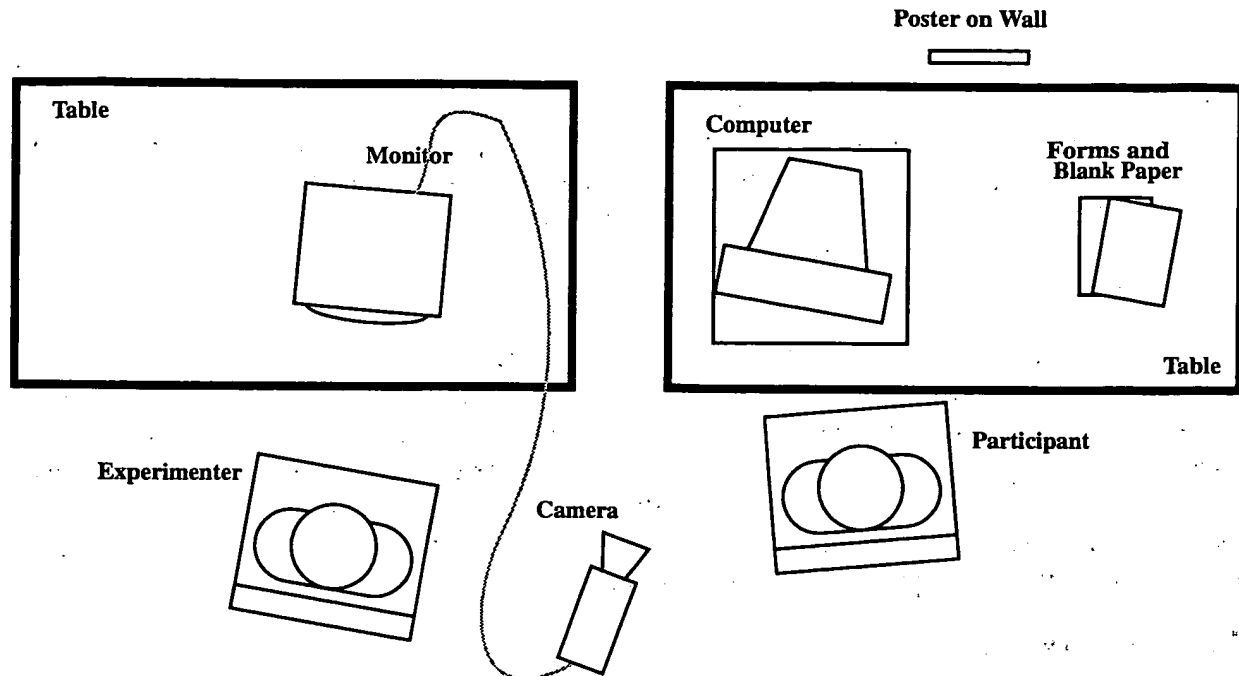 Poster on Wall
Table
Computer
Monitor
Forms and
Blank Paper
Table
Participant
Experimenter
Camera